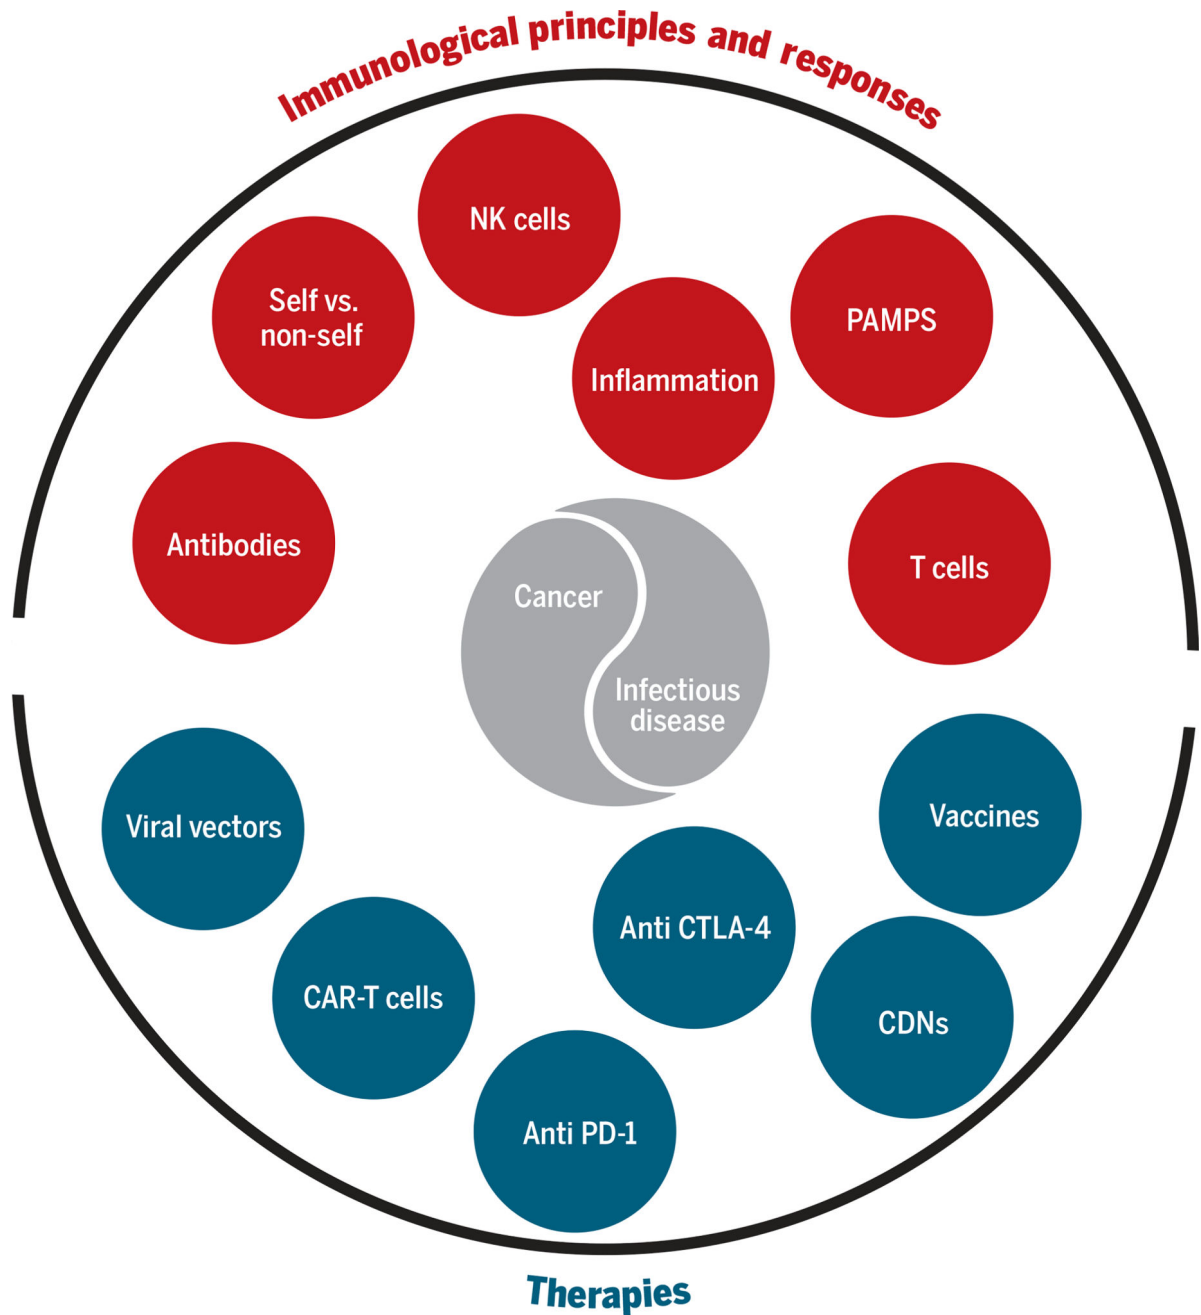 Immunological principles and responses
NK cells
Self vs.
non-self
PAMPS
Inflammation
Antibodies
T cells
Cancer
Infectious
disease
Vaccines
Viral vectors
Anti CTLA-4
CAR-T cells
CDNs
Anti PD-1
Therapies